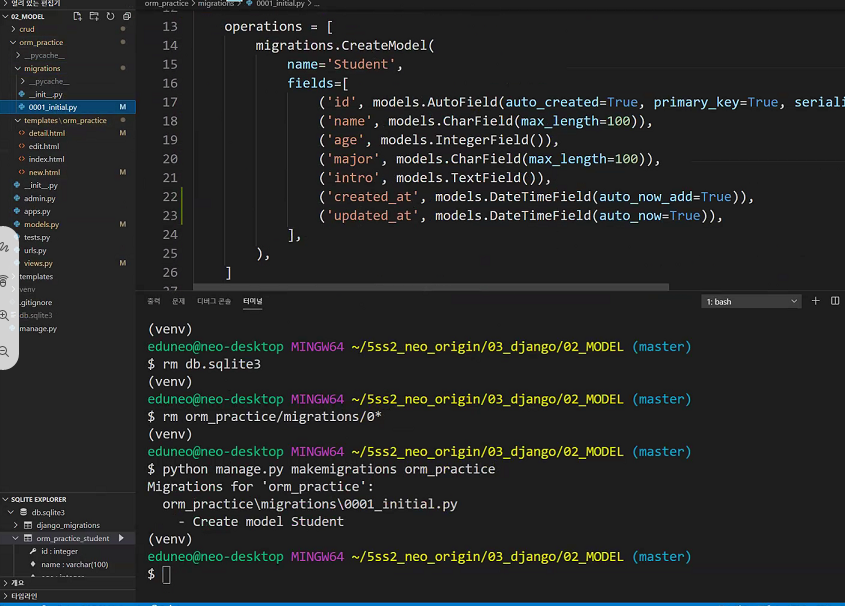 열려 있는 편집기
02_MODEL
crud
orm_practice
__pycache__
migrations
__pycache__
__init__.py
0001_initial.py M
templates \ orm_practice
detail.html M
edit.html
index.html
new.html M
__init__.py
admin.py
apps.py
models.py M
tests.py
urls.py
views.py M
templates
venv
.gitignore
db.sqlite3
manage.py
SQLITE EXPLORER
db.sqlite3
django_migrations
orm_practice_student
id : integer
name : varchar(100)
개요
타임라인
orm_practice > migrations > 0001_initial.py > ...
13 operations = [
14 migrations.CreateModel(
15 name='Student',
16 fields=[
17 ('id', models.AutoField(auto_created=True, primary_key=True, seriali
18 ('name', models.CharField(max_length=100)),
19 ('age', models.IntegerField()),
20 ('major', models.CharField(max_length=100)),
21 ('intro', models.TextField()),
22 ('created_at', models.DateTimeField(auto_now_add=True)),
23 ('updated_at', models.DateTimeField(auto_now=True)),
24 ],
25 ),
26 ]
출력 문제 디버그 콘솔 터미널 1: bash
(venv)
eduneo@neo-desktop MINGW64 ~/5ss2_neo_origin/03_django/02_MODEL (master)
$ rm db.sqlite3
(venv)
eduneo@neo-desktop MINGW64 ~/5ss2_neo_origin/03_django/02_MODEL (master)
$ rm orm_practice/migrations/0*
(venv)
eduneo@neo-desktop MINGW64 ~/5ss2_neo_origin/03_django/02_MODEL (master)
$ python manage.py makemigrations orm_practice
Migrations for 'orm_practice':
orm_practice\migrations\0001_initial.py
- Create model Student
(venv)
eduneo@neo-desktop MINGW64 ~/5ss2_neo_origin/03_django/02_MODEL (master)
$